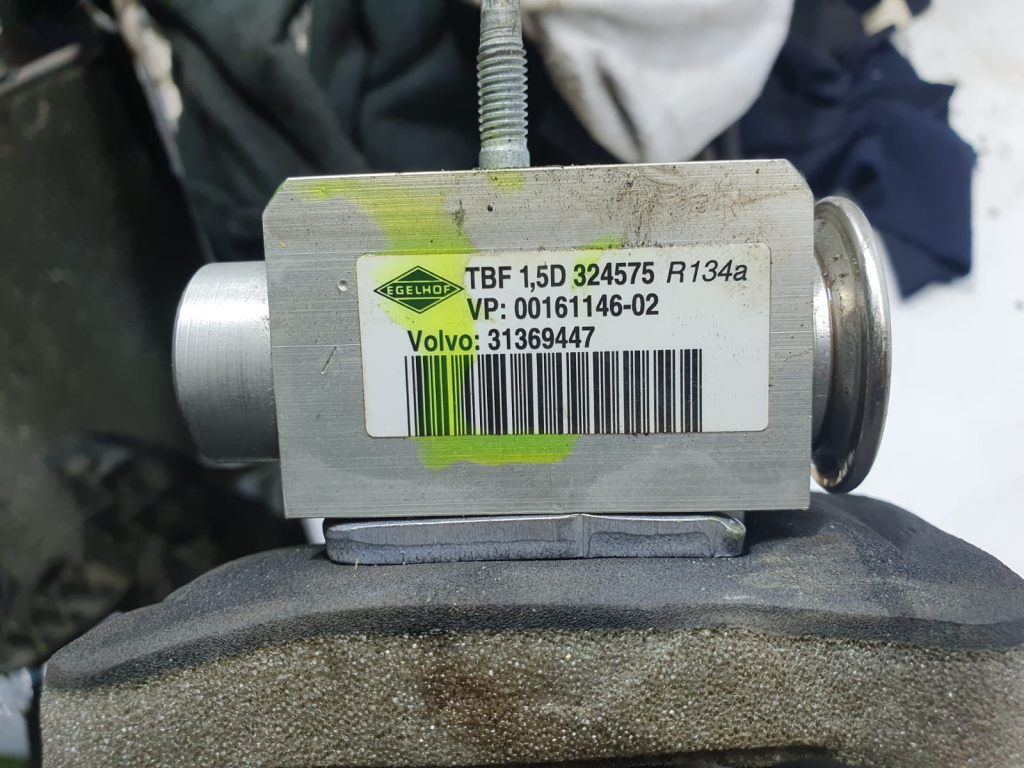 EGELHOF
TBF 1,5D 324575 R134a
VP: 00161146-02
Volvo: 31369447